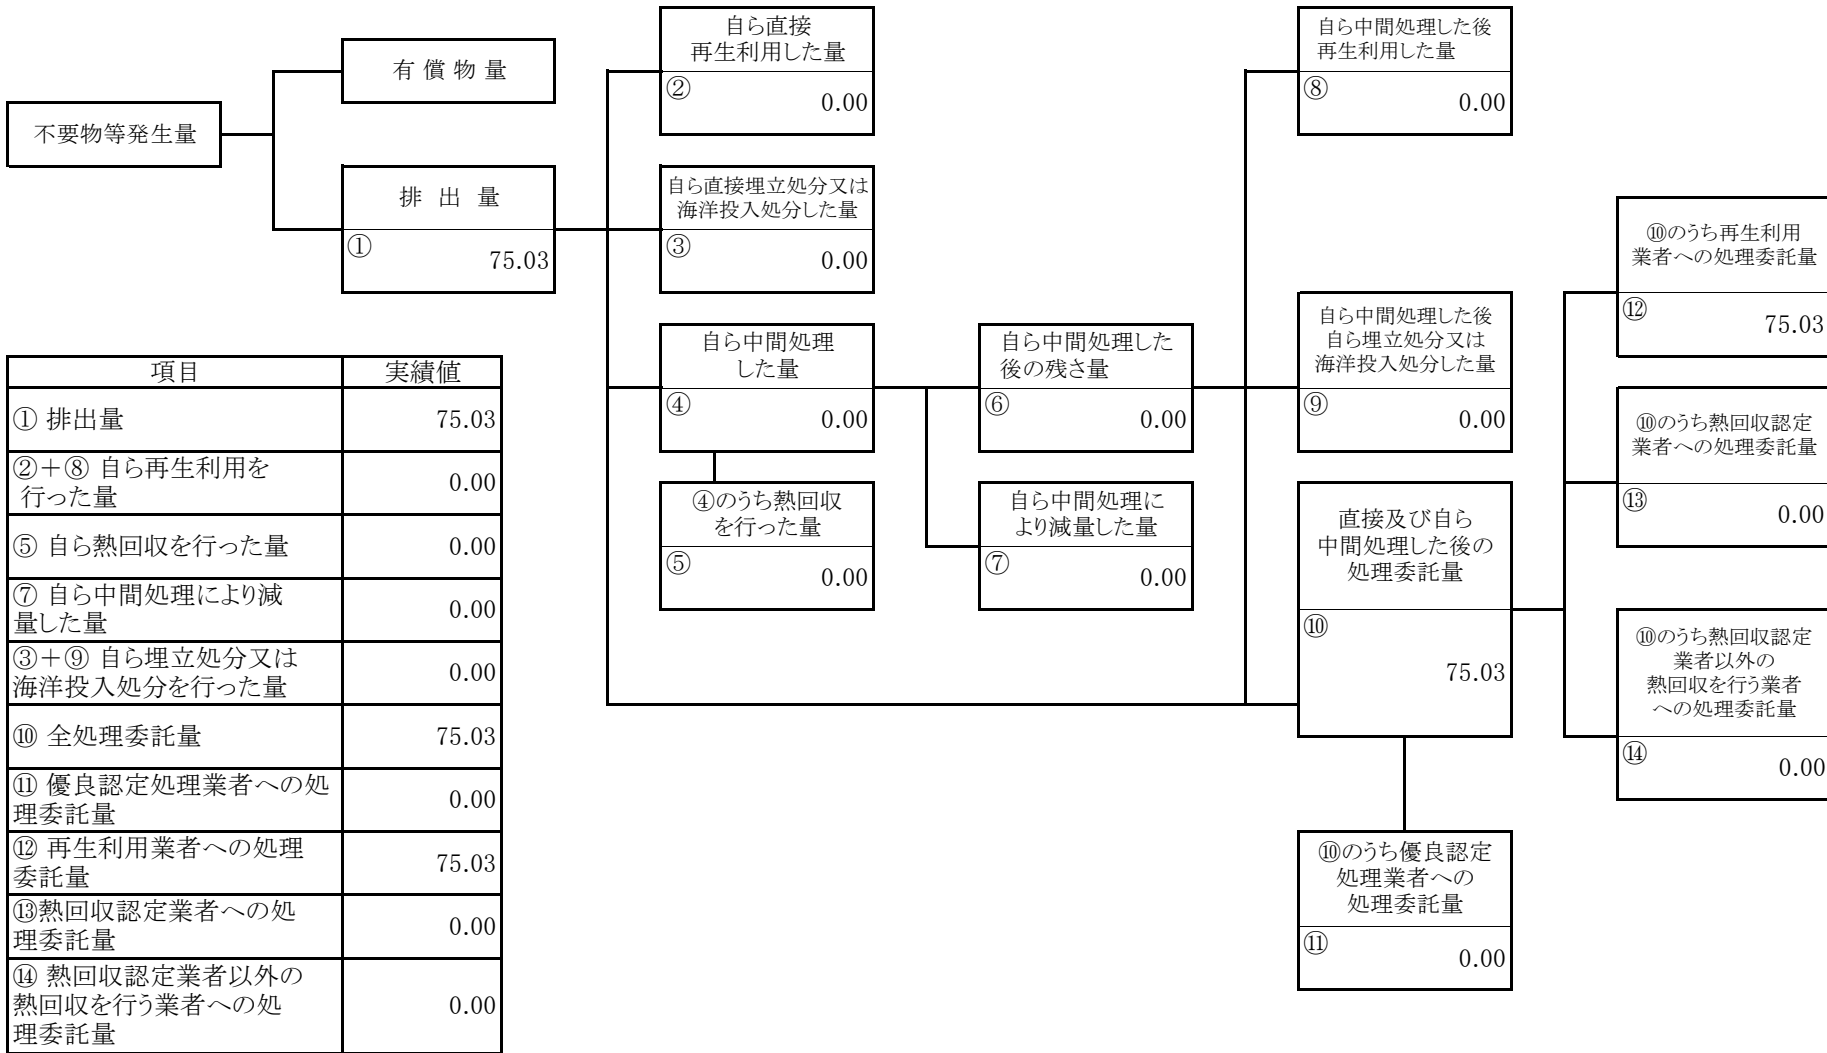 不要物等発生量
有 償 物 量
排 出 量
①
75.03
自ら直接
再生利用した量
②
0.00
自ら直接埋立処分又は
海洋投入処分した量
③
0.00
自ら中間処理
した量
④
0.00
④のうち熱回収
を行った量
⑤
0.00
自ら中間処理した
後の残さ量
⑥
0.00
自ら中間処理に
より減量した量
⑦
0.00
自ら中間処理した後
再生利用した量
⑧
0.00
自ら中間処理した後
自ら埋立処分又は
海洋投入処分した量
⑨
0.00
直接及び自ら
中間処理した後の
処理委託量
⑩
75.03
⑩のうち優良認定
処理業者への
処理委託量
⑪
0.00
⑩のうち再生利用
業者への処理委託量
⑫
75.03
⑩のうち熱回収認定
業者への処理委託量
⑬
0.00
⑩のうち熱回収認定
業者以外の
熱回収を行う業者
への処理委託量
⑭
0.00
項目 実績値
① 排出量 75.03
②+⑧ 自ら再生利用を
行った量 0.00
⑤ 自ら熱回収を行った量 0.00
⑦ 自ら中間処理により減
量した量 0.00
③+⑨ 自ら埋立処分又は
海洋投入処分を行った量 0.00
⑩ 全処理委託量 75.03
⑪ 優良認定処理業者への処
理委託量 0.00
⑫ 再生利用業者への処理
委託量 75.03
⑬熱回収認定業者への処
理委託量 0.00
⑭ 熱回収認定業者以外の
熱回収を行う業者への処
理委託量 0.00